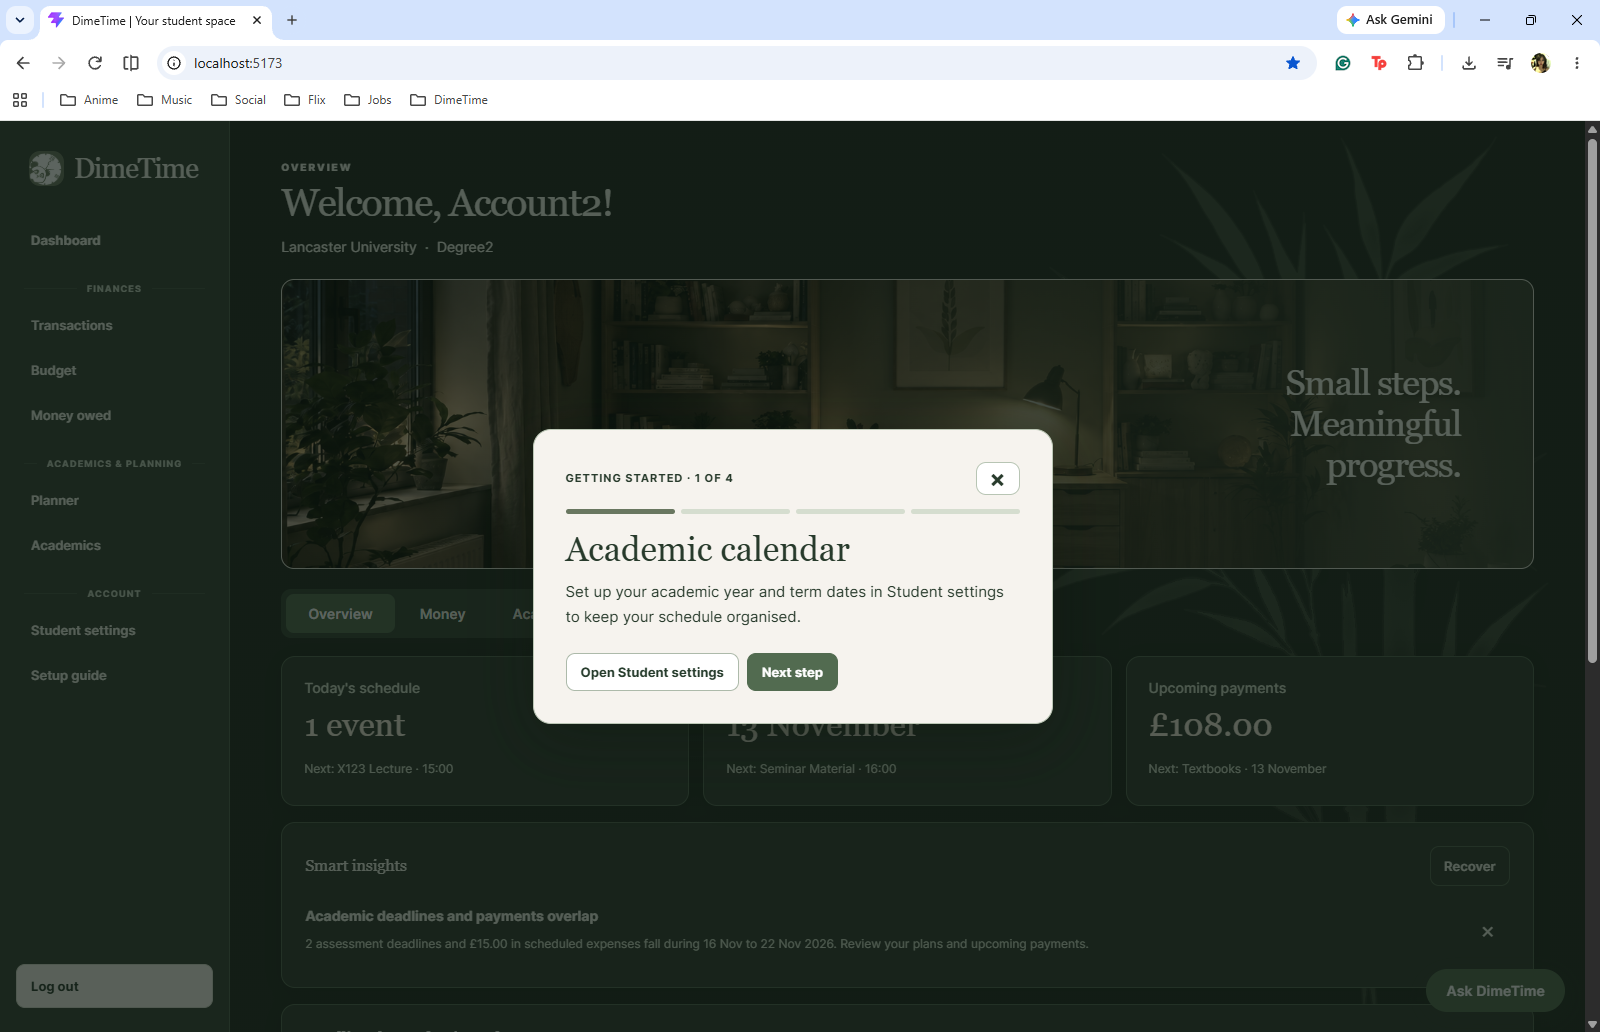 DimeTime | Your student space
Ask Gemini
localhost:5173
Anime
Music
Social
Flix
Jobs
DimeTime
DimeTime
Dashboard
FINANCES
Transactions
Budget
Money owed
ACADEMICS & PLANNING
Planner
Academics
ACCOUNT
Student settings
Setup guide
Log out
OVERVIEW
Welcome, Account2!
Lancaster University · Degree2
Small steps.
Meaningful
progress.
Overview
Money
GETTING STARTED · 1 OF 4
Academic calendar
Set up your academic year and term dates in Student settings
to keep your schedule organised.
Open Student settings
Next step
Today's schedule
1 event
Next: X123 Lecture · 15:00
13 November
Next: Seminar Material · 16:00
Upcoming payments
£108.00
Next: Textbooks · 13 November
Smart insights
Recover
Academic deadlines and payments overlap
2 assessment deadlines and £15.00 in scheduled expenses fall during 16 Nov to 22 Nov 2026. Review your plans and upcoming payments.
Ask DimeTime